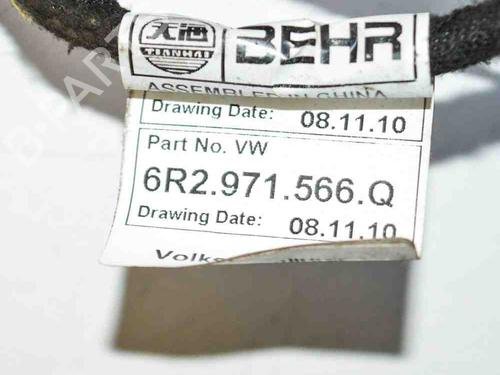 天海
TIANHAI
BEHR
ASSEMBLED IN CHINA
Drawing Date: 08.11.10
Part No. VW
6R2.971.566.Q
Drawing Date: 08.11.10